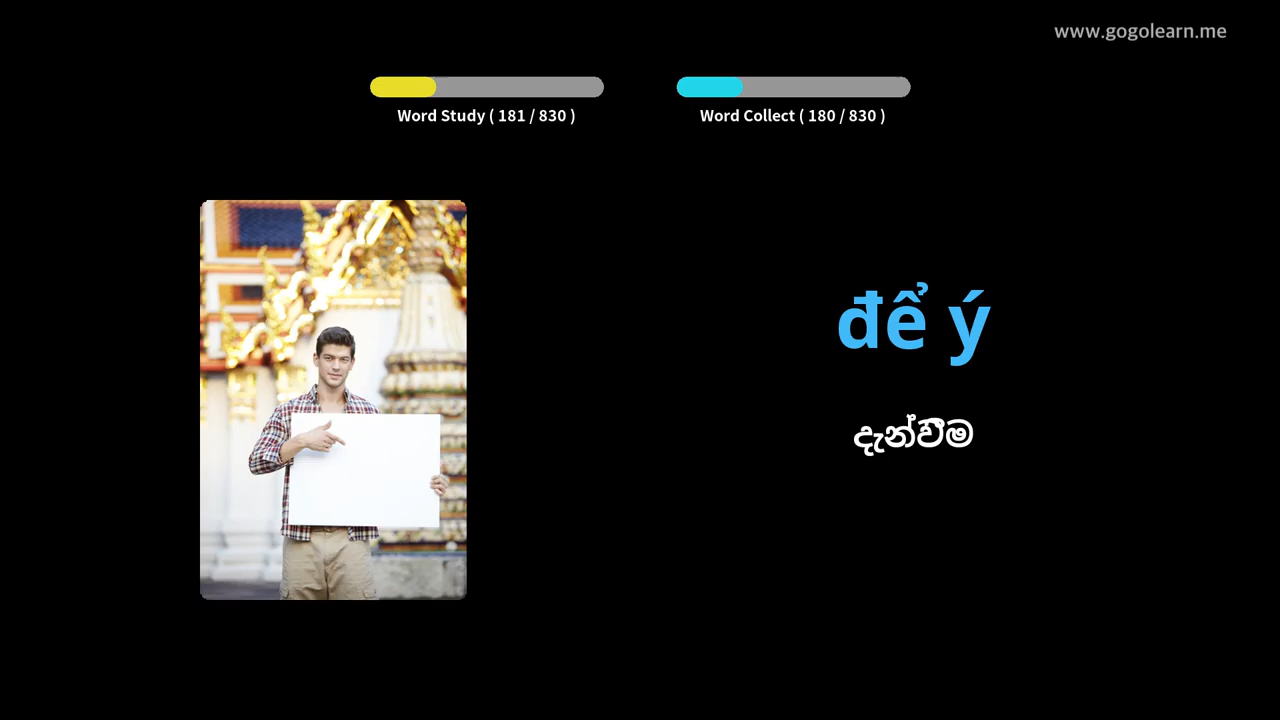 www.gogolearn.me
Word Study ( 181 / 830 )
Word Collect ( 180 / 830 )
để ý
දැන්වීම